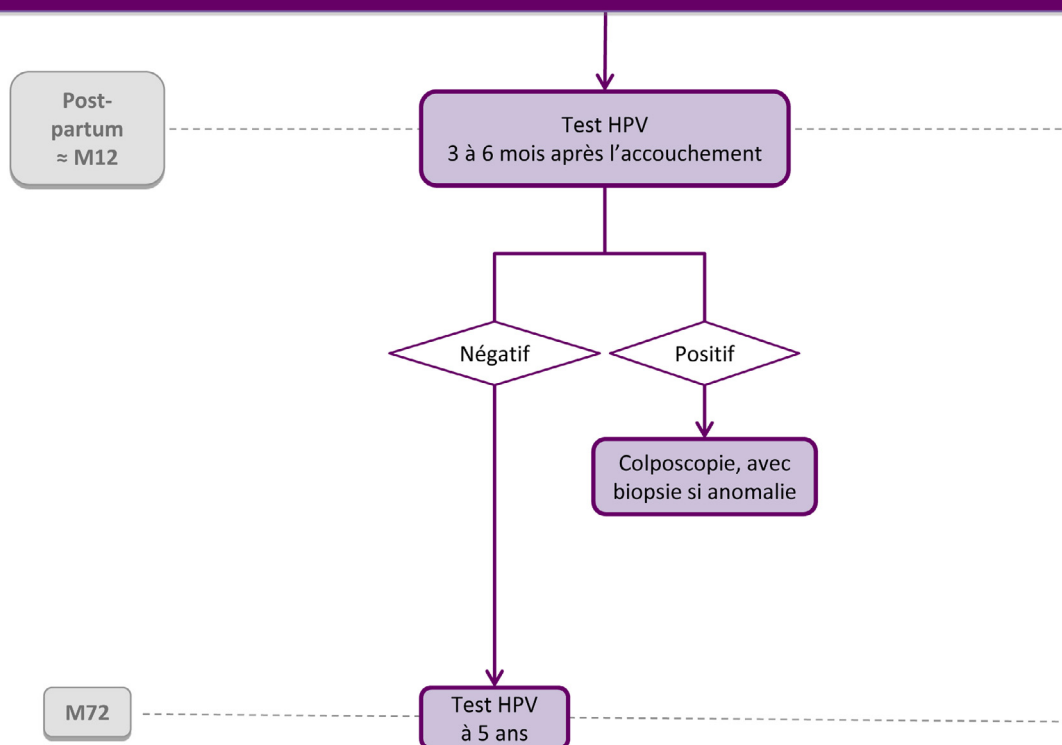 Post-
partum
≈ M12
Test HPV
3 à 6 mois après l’accouchement
Négatif
Positif
Colposcopie, avec
biopsie si anomalie
M72
Test HPV
à 5 ans